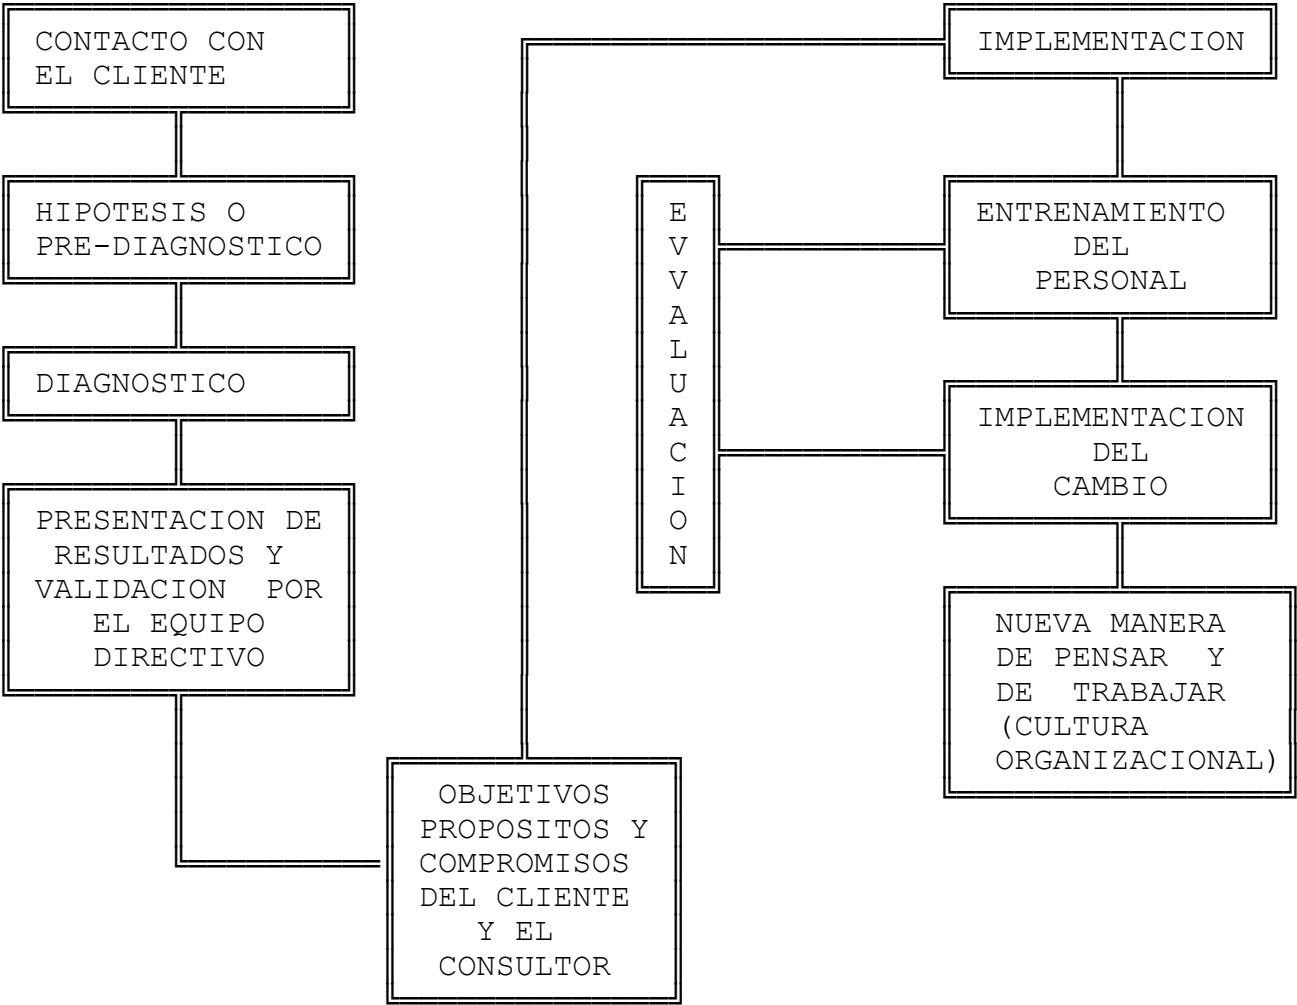 CONTACTO CON
EL CLIENTE
HIPOTESIS O
PRE-DIAGNOSTICO
DIAGNOSTICO
PRESENTACION DE
RESULTADOS Y
VALIDACION POR
EL EQUIPO
DIRECTIVO
OBJETIVOS
PROPOSITOS Y
COMPROMISOS
DEL CLIENTE
Y EL
CONSULTOR
IMPLEMENTACION
E
V
V
A
L
U
A
C
I
O
N
ENTRENAMIENTO
DEL
PERSONAL
IMPLEMENTACION
DEL
CAMBIO
NUEVA MANERA
DE PENSAR Y
DE TRABAJAR
(CULTURA
ORGANIZACIONAL)